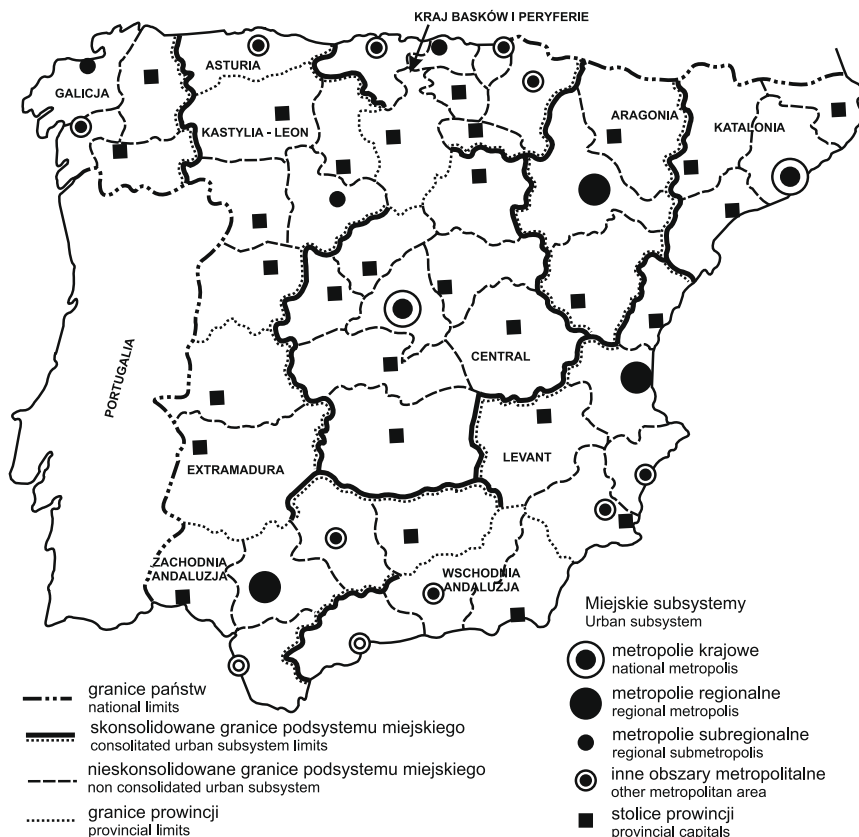 KRAJ BASKÓW I PERYFERIE
ASTURIA
GALICJA
KASTYLIA - LEON
ARAGONIA
KATALONIA
PORTUGALIA
CENTRAL
EXTRAMADURA
LEVANT
ZACHODNIA
ANDALUZJA
WSCHODNIA
ANDALUZJA
granice państw
national limits
skonsolidowane granice podsystemu miejskiego
consolitated urban subsystem limits
nieskonsolidowane granice podsystemu miejskiego
non consolidated urban subsystem
granice prowincji
provincial limits
Miejskie subsystemy
Urban subsystem
metropolie krajowe
national metropolis
metropolie regionalne
regional metropolis
metropolie subregionalne
regional submetropolis
inne obszary metropolitalne
other metropolitan area
stolice prowincji
provincial capitals